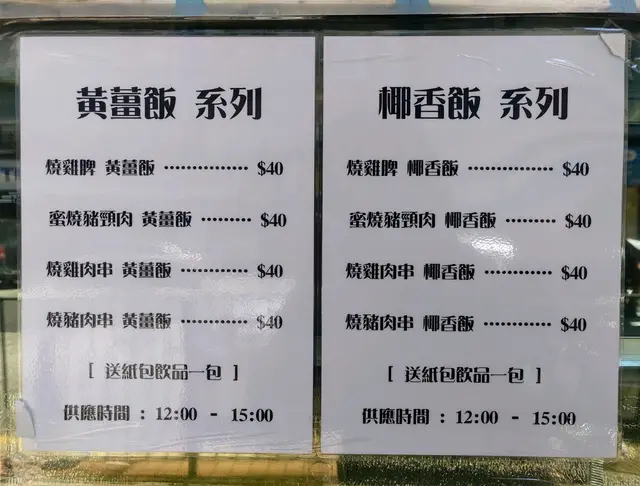 黃薑飯 系列
燒雞髀 黃薑飯 ··············· $40
蜜燒豬頸肉 黃薑飯 ········· $40
燒雞肉串 黃薑飯 ············ $40
燒豬肉串 黃薑飯 ············ $40
[ 送紙包飲品一包 ]
供應時間 : 12:00 - 15:00
椰香飯 系列
燒雞髀 椰香飯 ··············· $40
蜜燒豬頸肉 椰香飯 ········· $40
燒雞肉串 椰香飯 ············ $40
燒豬肉串 椰香飯 ············ $40
[ 送紙包飲品一包 ]
供應時間 : 12:00 - 15:00